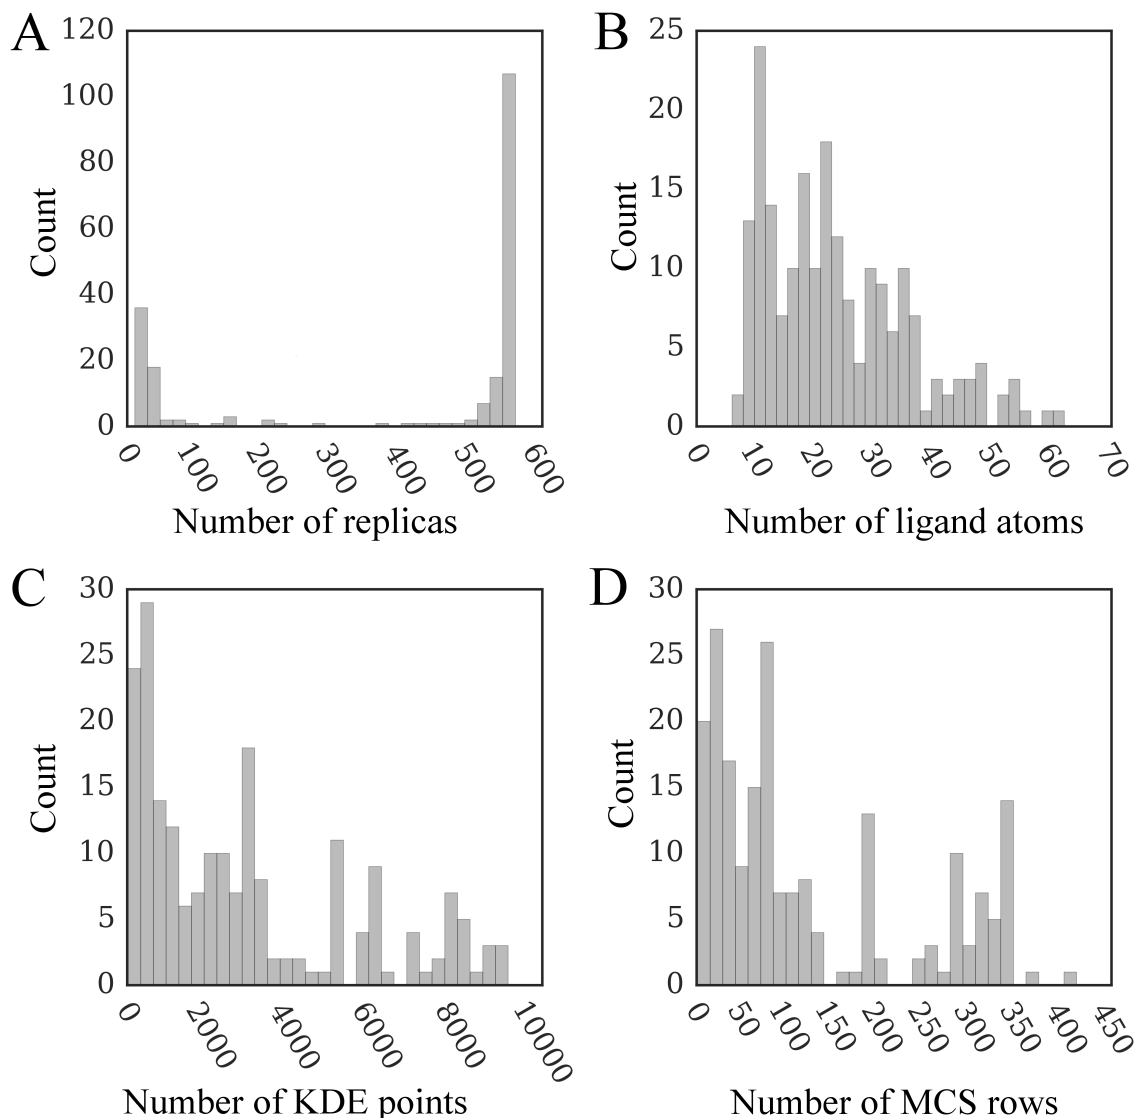 A
120
100
80
60
40
20
0
Count
0 100 200 300 400 500 600
Number of replicas
B
25
20
15
10
5
0
Count
0 10 20 30 40 50 60 70
Number of ligand atoms
C
30
25
20
15
10
5
0
Count
0 2000 4000 6000 8000 10000
Number of KDE points
D
30
25
20
15
10
5
0
Count
0 50 100 150 200 250 300 350 400 450
Number of MCS rows